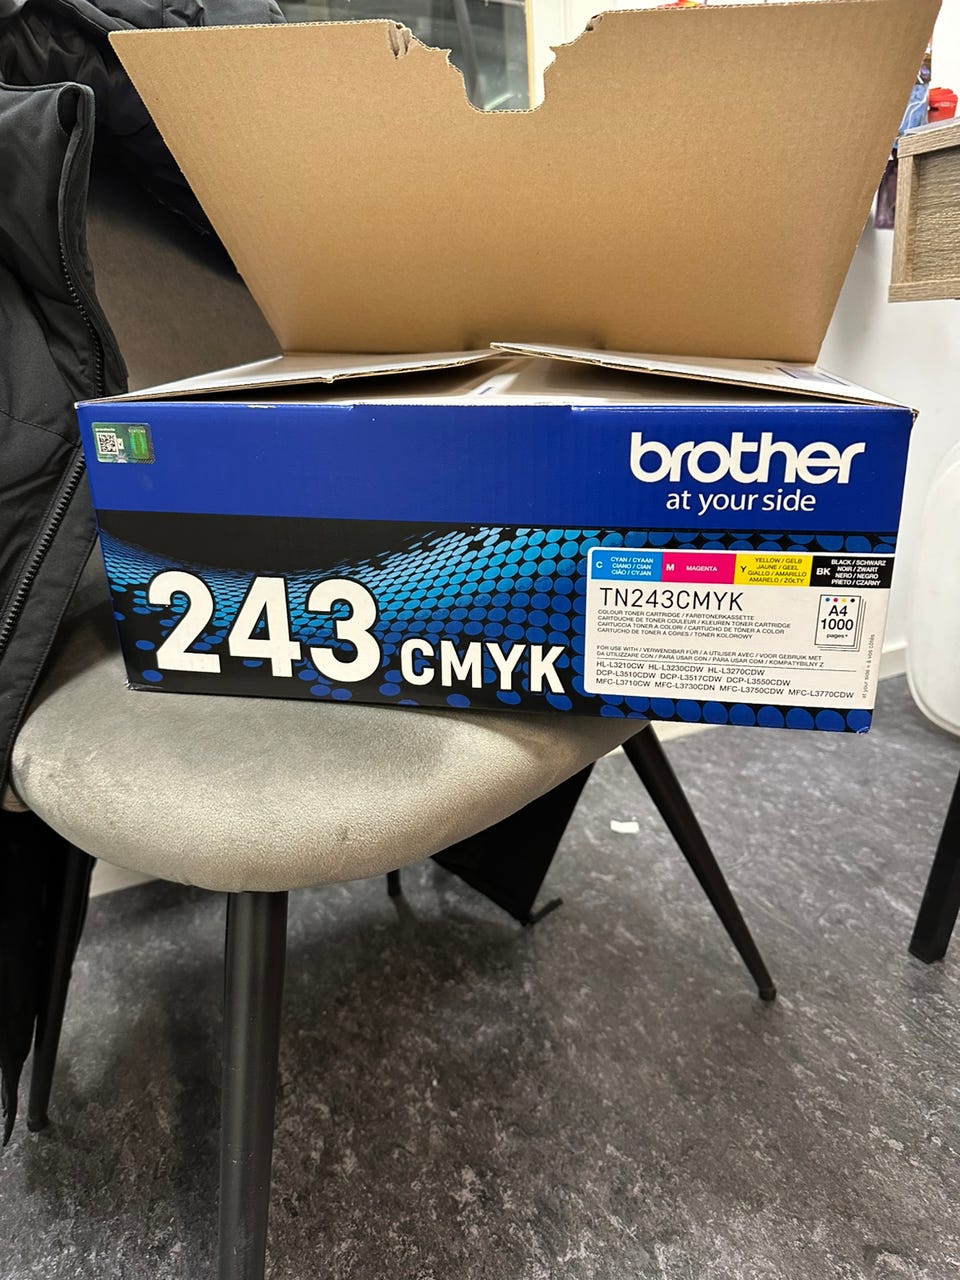 brother
at your side
243 CMYK
C
CYAN / CYAAN
CIANO / CIAN
CIÃO / CYJAN
M
MAGENTA
Y
YELLOW / GELB
JAUNE / GEEL
GIALLO / AMARILLO
AMARELO / ŻÓŁTY
BK
BLACK / SCHWARZ
NOIR / ZWART
NERO / NEGRO
PRETO / CZARNY
TN243CMYK
COLOUR TONER CARTRIDGE / FARBTONERKASSETTE
CARTOUCHE DE TONER COULEUR / KLEUREN TONER CARTRIDGE
CARTUCCIA TONER A COLORI / CARTUCHO DE TÓNER A COLOR
CARTUCHO DE TONER A CORES / TONER KOLOROWY
A4
1000
pages*
FOR USE WITH / VERWENDBAR FÜR / A UTILISER AVEC / VOOR GEBRUIK MET
DA UTILIZZARE CON / PARA USAR CON / PARA USAR COM / KOMPATYBILNY Z
HL-L3210CW HL-L3230CDW HL-L3270CDW
DCP-L3510CDW DCP-L3517CDW DCP-L3550CDW
MFC-L3710CW MFC-L3730CDN MFC-L3750CDW MFC-L3770CDW
at your side = à vos côtés